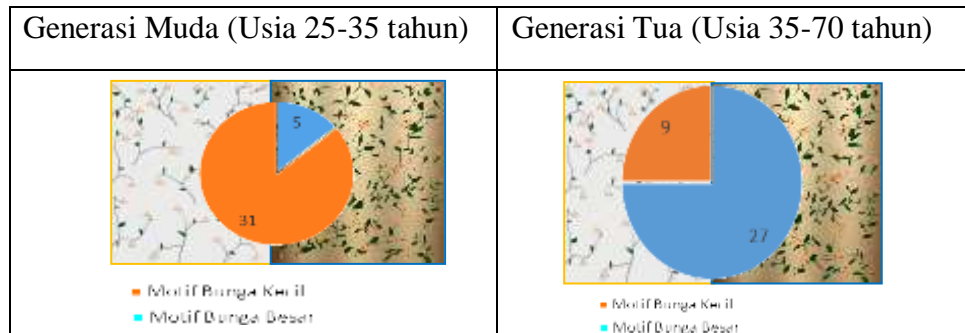 Generasi Muda (Usia 25-35 tahun)
Generasi Tua (Usia 35-70 tahun)
5
31
Motif Bunga Kecil
Motif Bunga Besar
9
27
Motif Bunga Kecil
Motif Bunga Besar